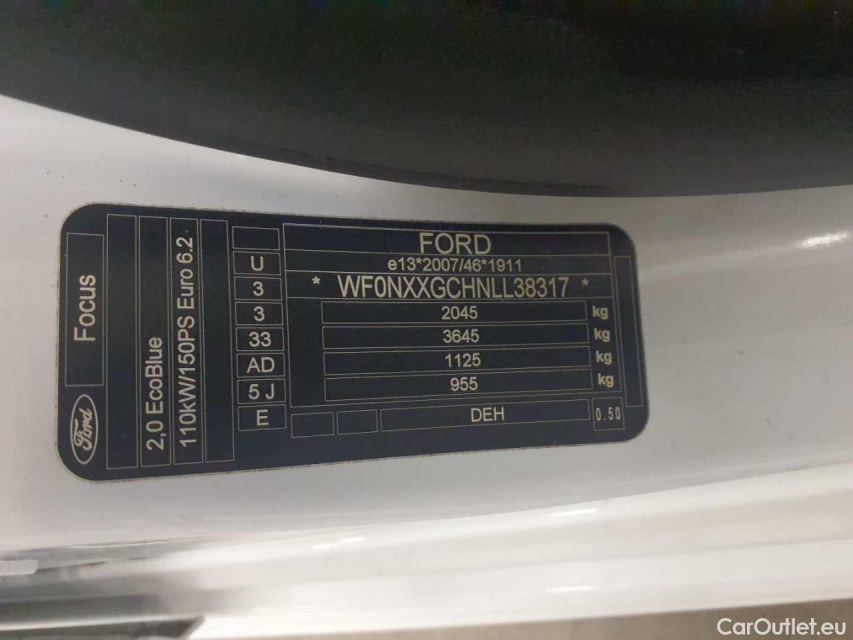 Focus
Ford
2,0 EcoBlue
110kW/150PS Euro 6.2
U
3
3
33
AD
5 J
E
FORD
e13*2007/46*1911
* WF0NXXGCHNLL38317 *
2045 kg
3645 kg
1125 kg
955 kg
DEH
0.50
CarOutlet.eu